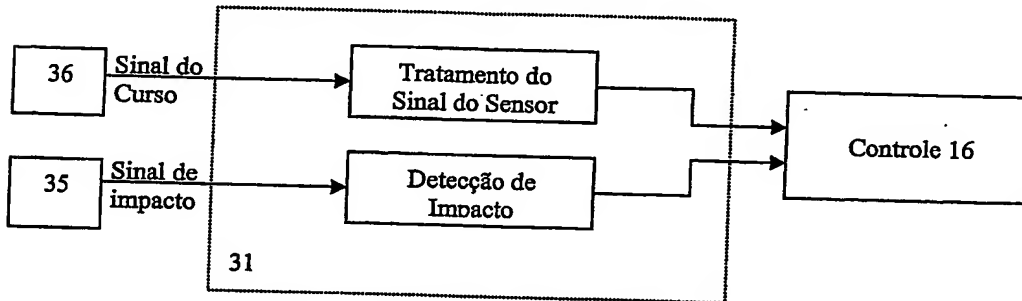 36
Sinal do
Curso
Tratamento do
Sinal do Sensor
Controle 16
35
Sinal de
impacto
Detecção de
Impacto
31